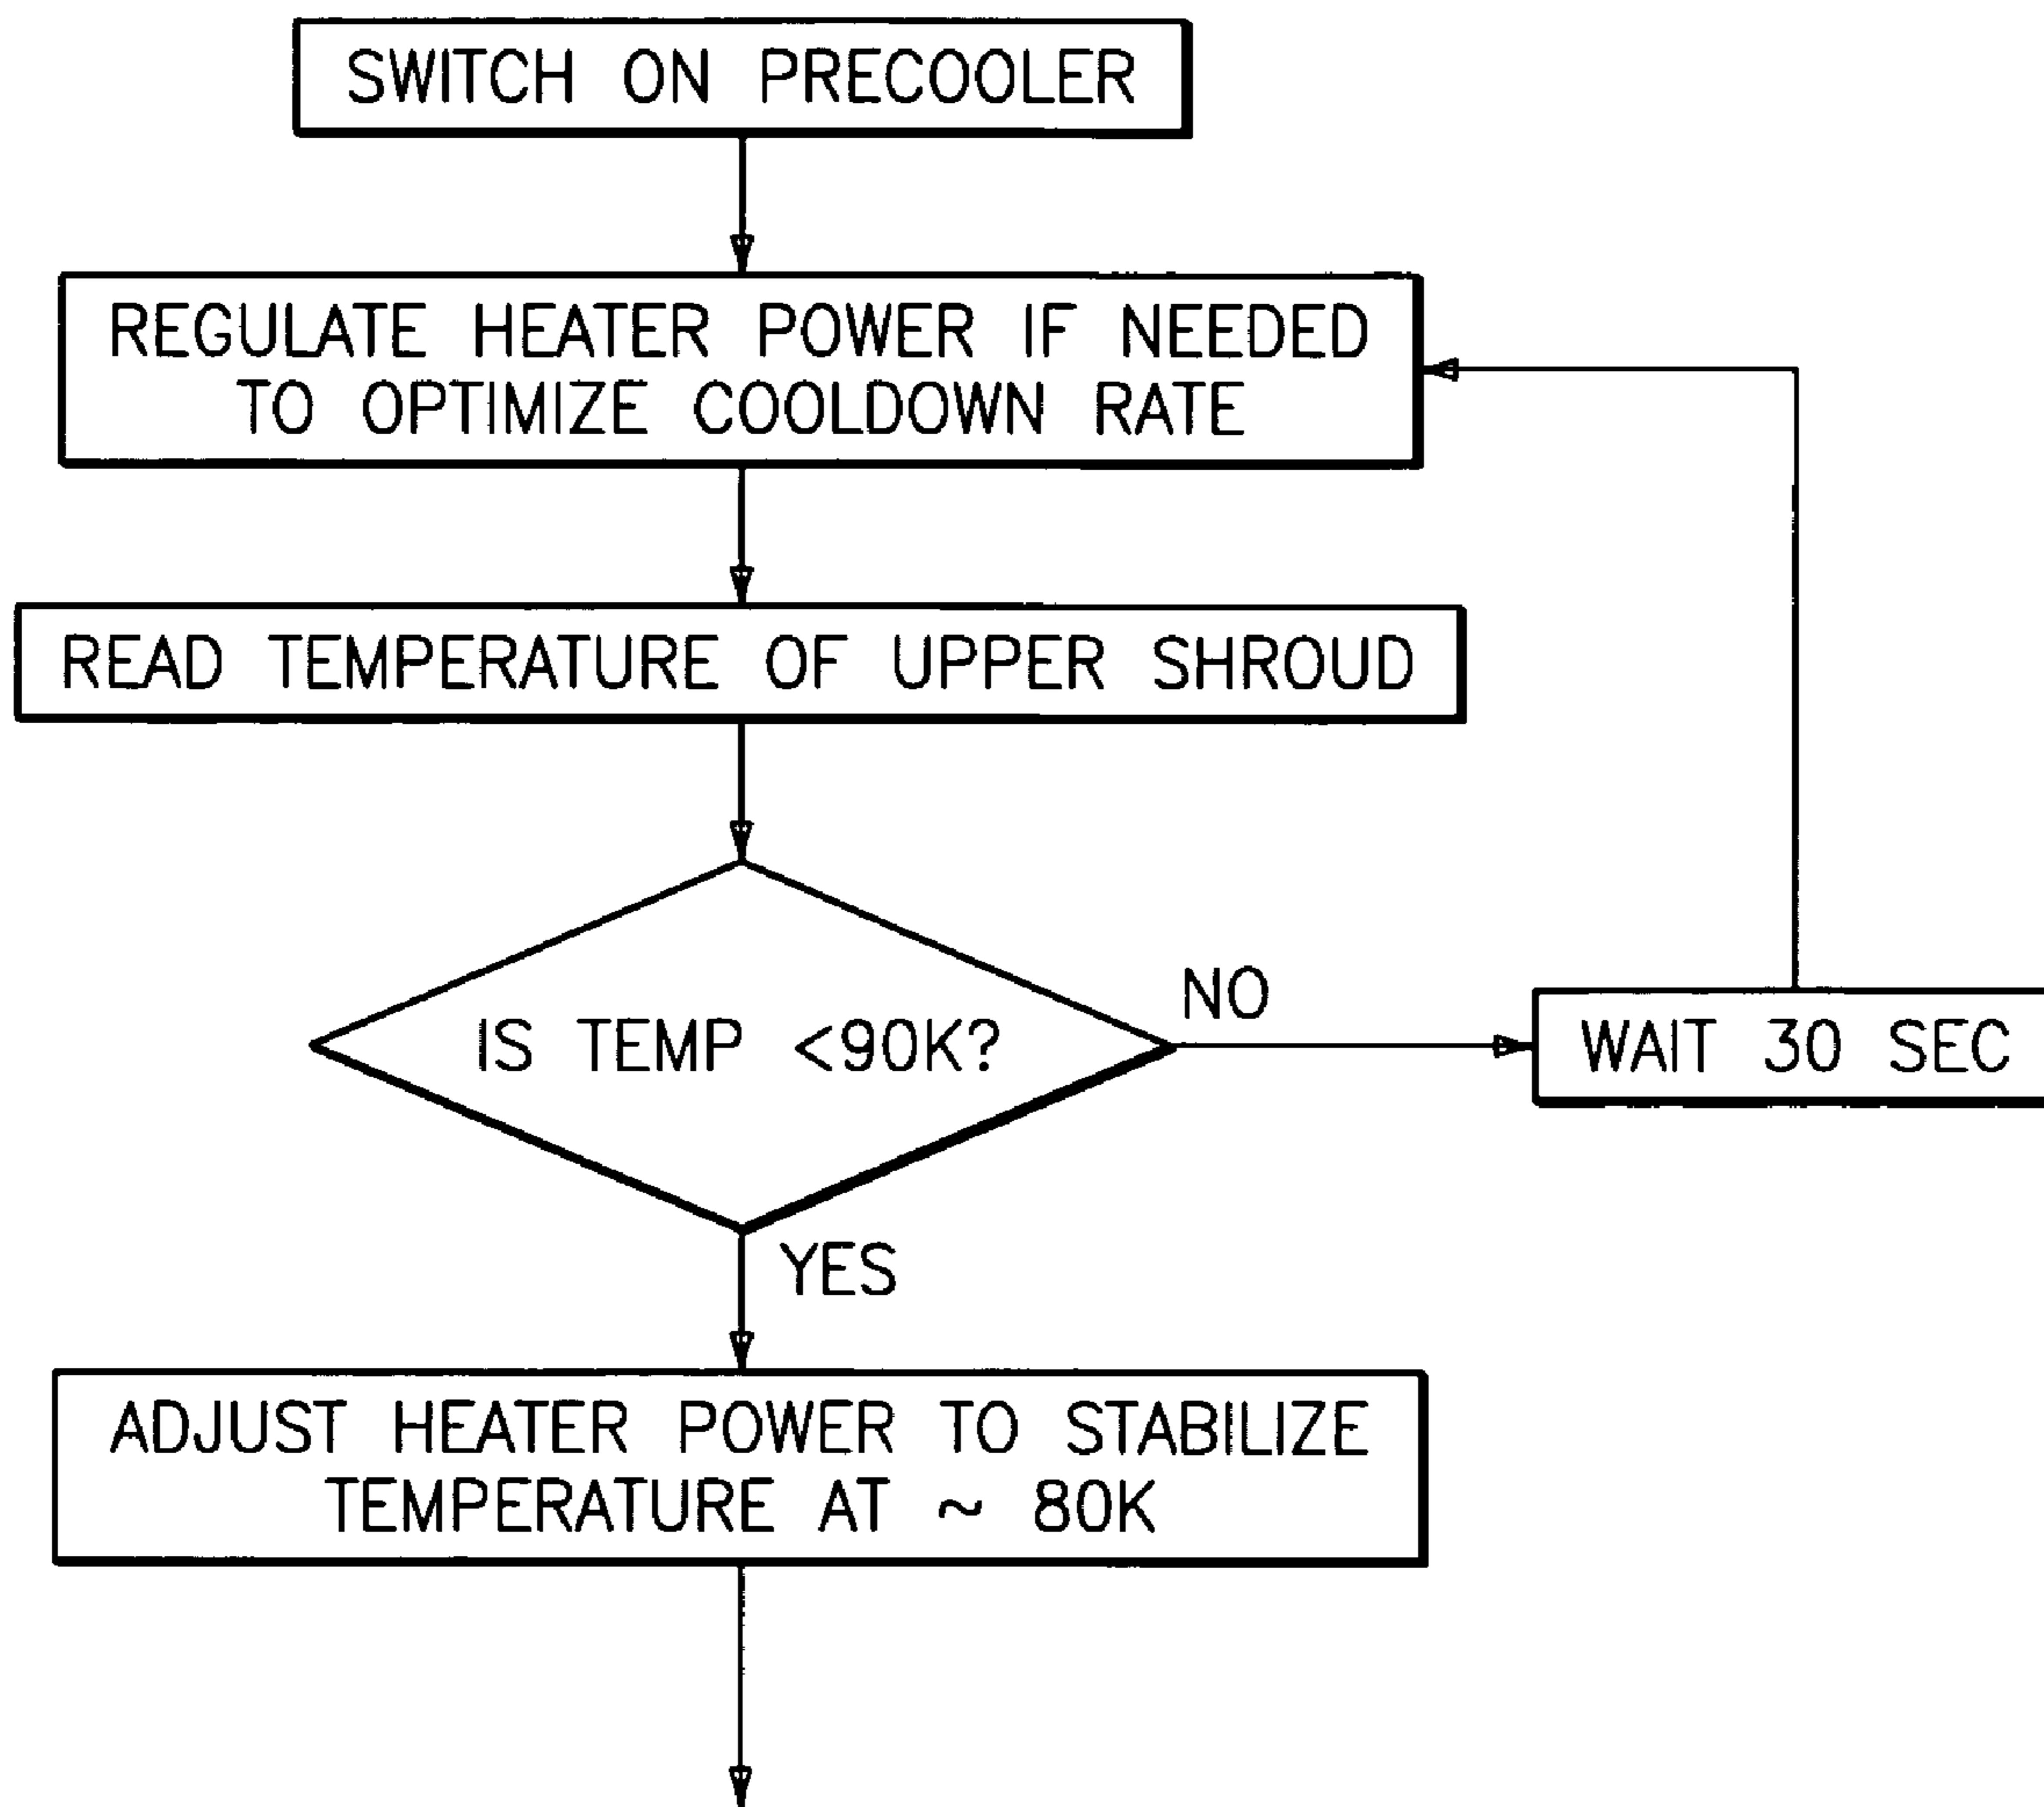 SWITCH ON PRECOOLER
REGULATE HEATER POWER IF NEEDED
TO OPTIMIZE COOLDOWN RATE
READ TEMPERATURE OF UPPER SHROUD
IS TEMP <90K?
NO
WAIT 30 SEC
YES
ADJUST HEATER POWER TO STABILIZE
TEMPERATURE AT ~ 80K